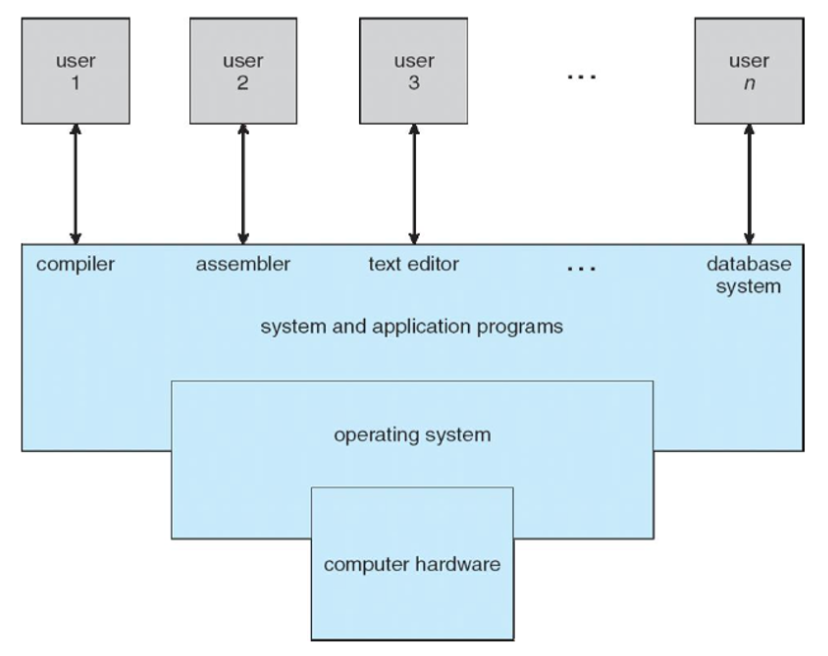 user
1
user
2
user
3
...
user
n
compiler
assembler
text editor
...
database
system
system and application programs
operating system
computer hardware